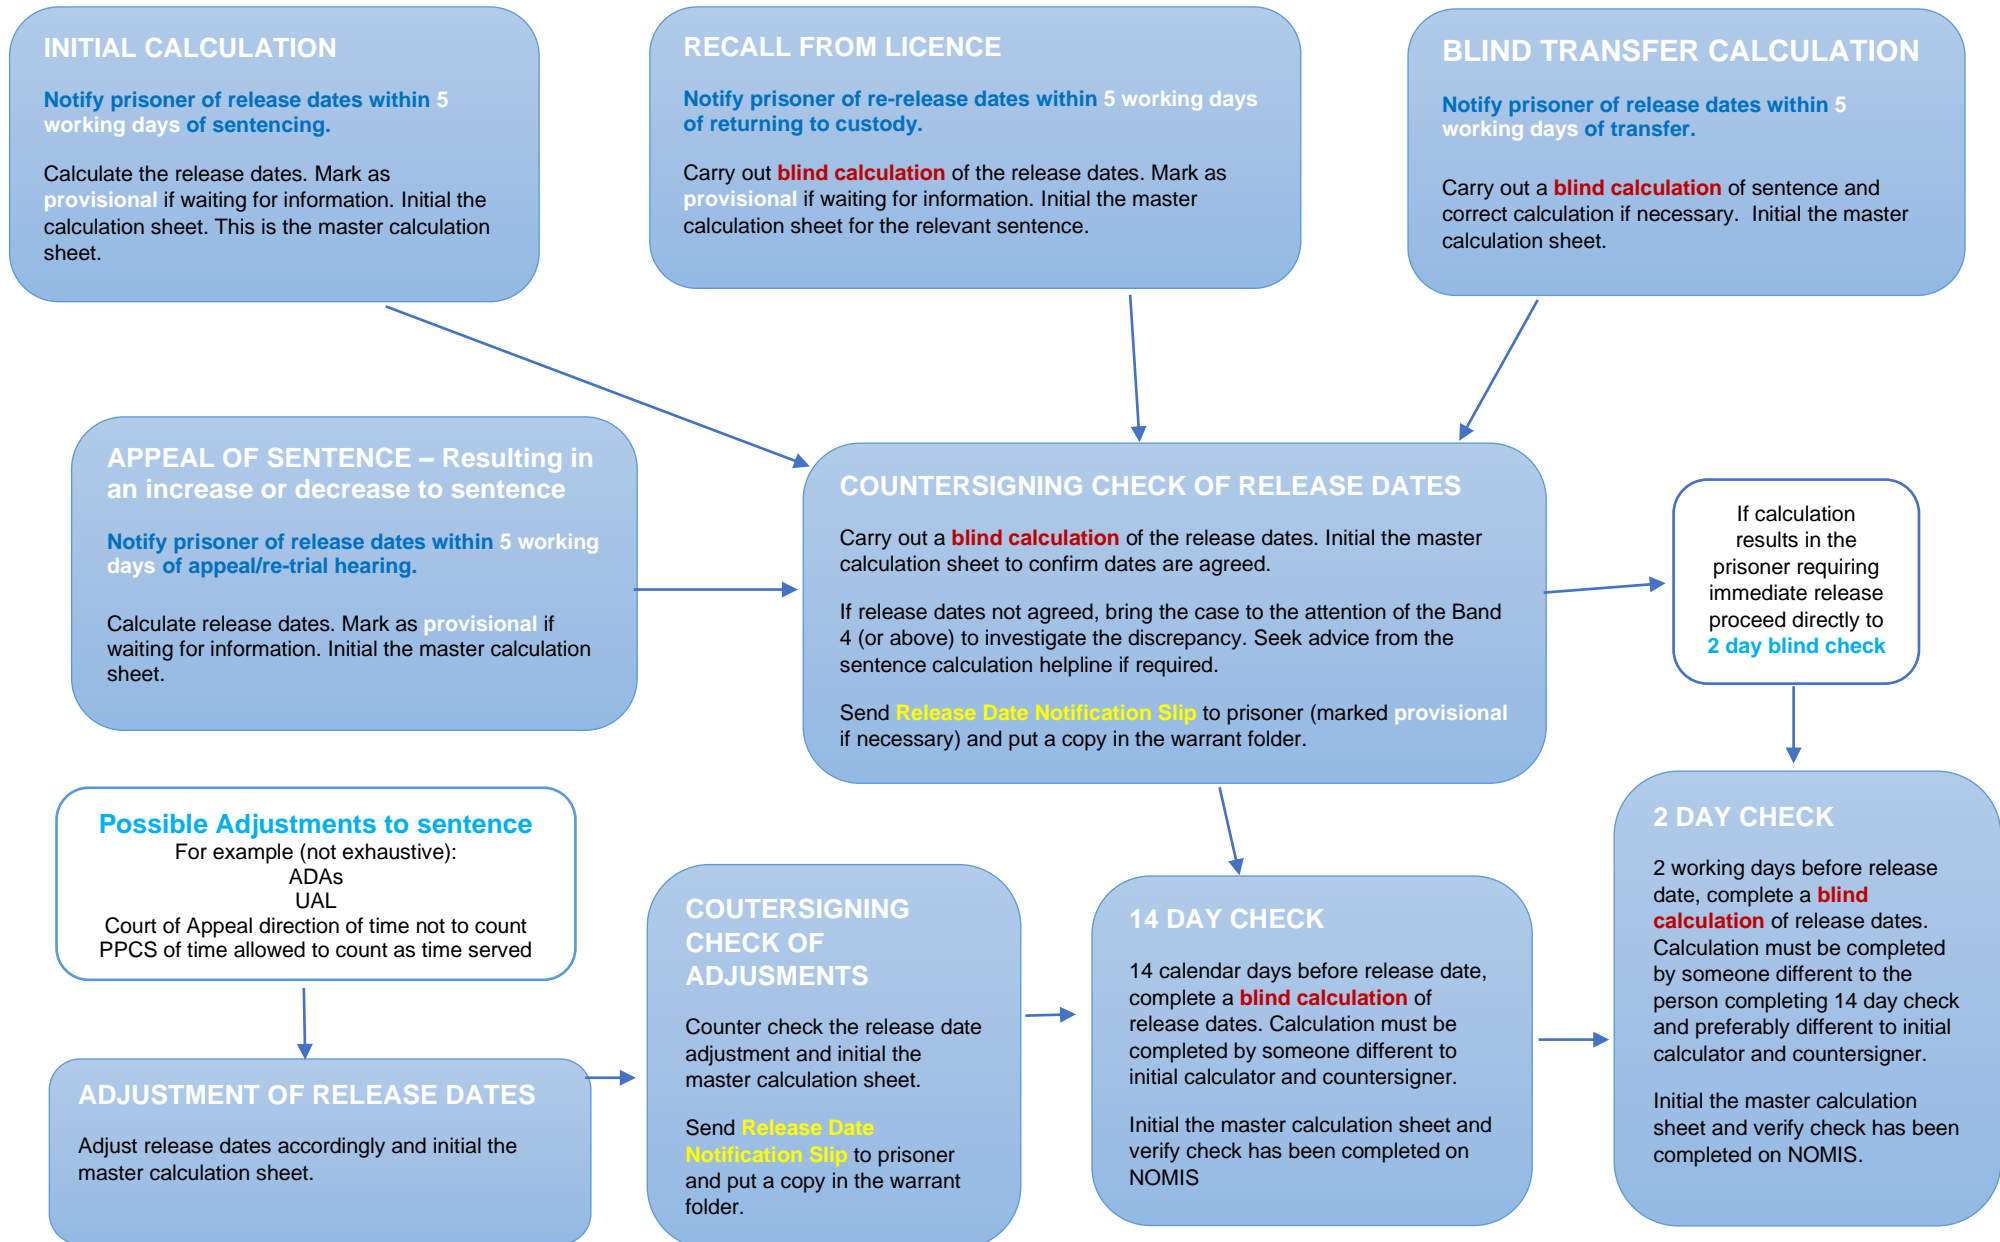 INITIAL CALCULATION
Notify prisoner of release dates within 5
working days of sentencing.
Calculate the release dates. Mark as
provisional if waiting for information. Initial the
calculation sheet. This is the master calculation
sheet.
RECALL FROM LICENCE
Notify prisoner of re-release dates within 5 working days
of returning to custody.
Carry out blind calculation of the release dates. Mark as
provisional if waiting for information. Initial the master
calculation sheet for the relevant sentence.
BLIND TRANSFER CALCULATION
Notify prisoner of release dates within 5
working days of transfer.
Carry out a blind calculation of sentence and
correct calculation if necessary.  Initial the master
calculation sheet.
APPEAL OF SENTENCE – Resulting in
an increase or decrease to sentence
Notify prisoner of release dates within 5 working
days of appeal/re-trial hearing.
Calculate release dates. Mark as provisional if
waiting for information. Initial the master calculation
sheet.
COUNTERSIGNING CHECK OF RELEASE DATES
Carry out a blind calculation of the release dates. Initial the master
calculation sheet to confirm dates are agreed.
If release dates not agreed, bring the case to the attention of the Band
4 (or above) to investigate the discrepancy. Seek advice from the
sentence calculation helpline if required.
Send Release Date Notification Slip to prisoner (marked provisional
if necessary) and put a copy in the warrant folder.
If calculation
results in the
prisoner requiring
immediate release
proceed directly to
2 day blind check
Possible Adjustments to sentence
For example (not exhaustive):
ADAs
UAL
Court of Appeal direction of time not to count
PPCS of time allowed to count as time served
ADJUSTMENT OF RELEASE DATES
Adjust release dates accordingly and initial the
master calculation sheet.
COUTERSIGNING
CHECK OF
ADJUSMENTS
Counter check the release date
adjustment and initial the
master calculation sheet.
Send Release Date
Notification Slip to prisoner
and put a copy in the warrant
folder.
14 DAY CHECK
14 calendar days before release date,
complete a blind calculation of
release dates. Calculation must be
completed by someone different to
initial calculator and countersigner.
Initial the master calculation sheet and
verify check has been completed on
NOMIS
2 DAY CHECK
2 working days before release
date, complete a blind
calculation of release dates.
Calculation must be completed
by someone different to the
person completing 14 day check
and preferably different to initial
calculator and countersigner.
Initial the master calculation
sheet and verify check has been
completed on NOMIS.